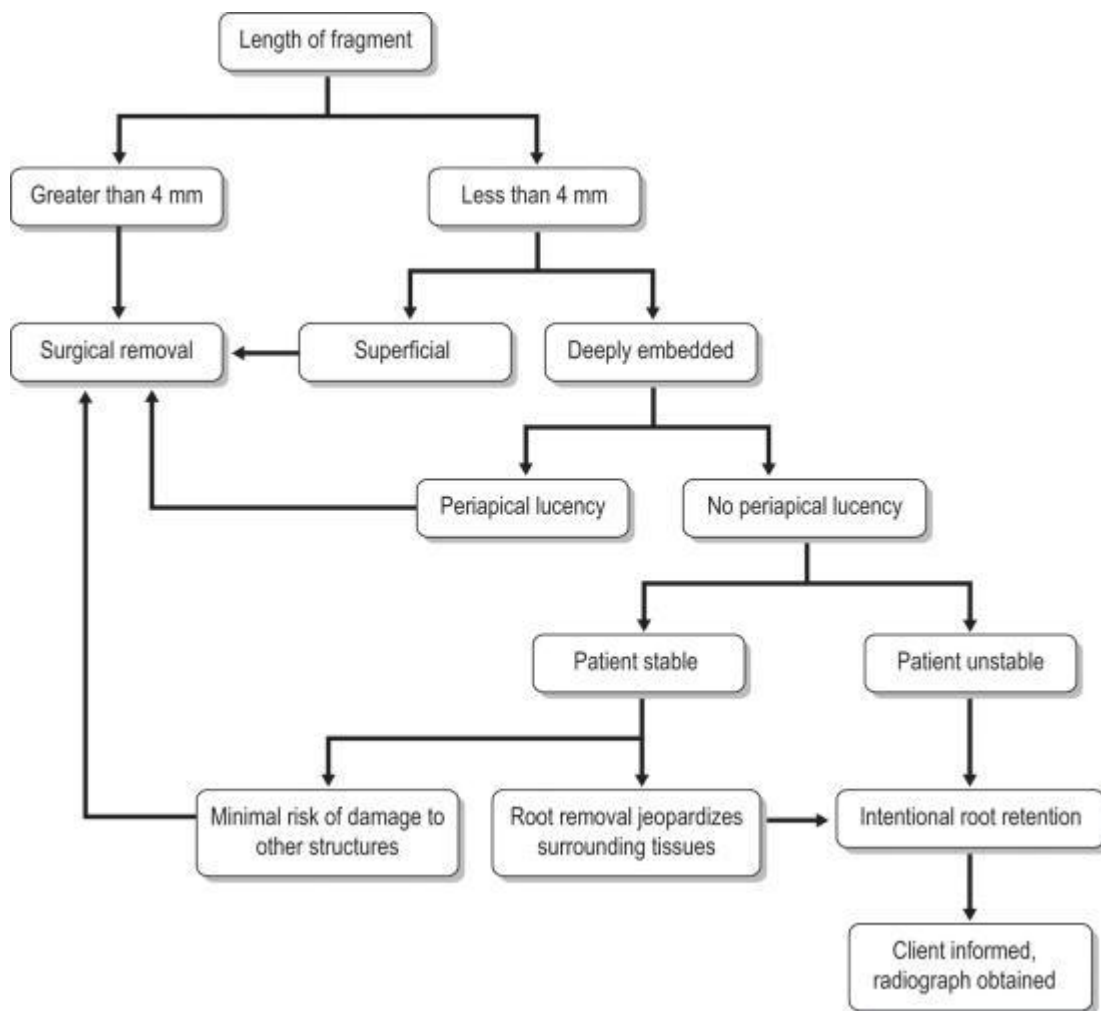 Length of fragment
Greater than 4 mm
Less than 4 mm
Surgical removal
Superficial
Deeply embedded
Periapical lucency
No periapical lucency
Patient stable
Patient unstable
Minimal risk of damage to
other structures
Root removal jeopardizes
surrounding tissues
Intentional root retention
Client informed,
radiograph obtained